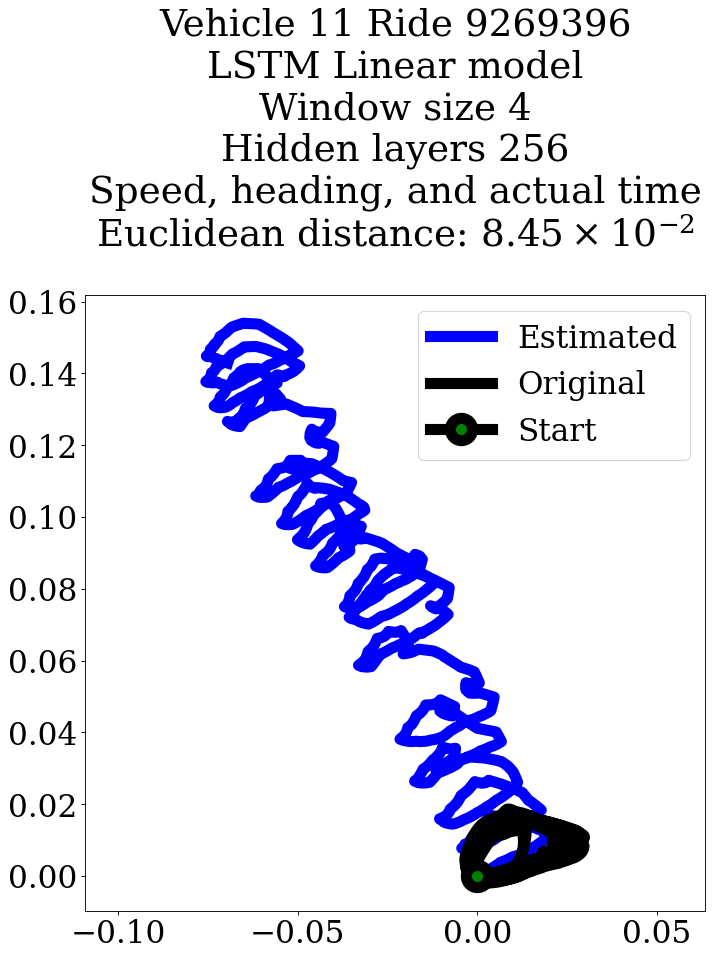 Vehicle 11 Ride 9269396
LSTM Linear model
Window size 4
Hidden layers 256
Speed, heading, and actual time
Euclidean distance: 8.45 × 10⁻²
0.16
0.14
0.12
0.10
0.08
0.06
0.04
0.02
0.00
Estimated
Original
Start
−0.10
−0.05
0.00
0.05